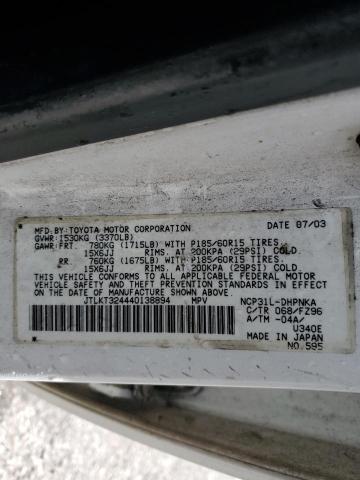 MFD.BY:TOYOTA MOTOR CORPORATION DATE 07/03
GVWR:1530KG (3370LB)
GAWR:FRT. 780KG (1715LB) WITH P185/60R15 TIRES,
15X6JJ RIMS, AT 200KPA (29PSI) COLD.
RR 760KG (1675LB) WITH P185/60R15 TIRES,
15X6JJ RIMS, AT 200KPA (29PSI) COLD.
THIS VEHICLE CONFORMS TO ALL APPLICABLE FEDERAL MOTOR
VEHICLE SAFETY AND THEFT PREVENTION STANDARDS IN EFFECT
ON THE DATE OF MANUFACTURE SHOWN ABOVE.
JTLKT324440138894 MPV NCP31L-DHPNKA
C/TR 068/FZ96
A/TM -04A/
U340E
NO.595